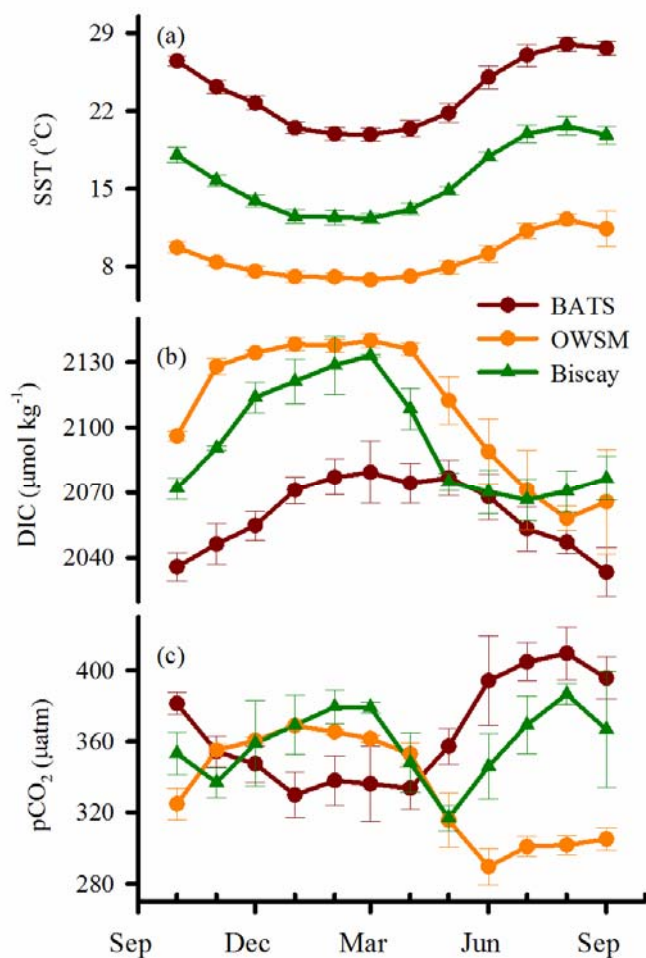 (a)
29
22
15
8
SST (°C)
BATS
OWSM
Biscay
(b)
2130
2100
2070
2040
DIC (μmol kg⁻¹)
(c)
400
360
320
280
pCO₂ (μatm)
Sep Dec Mar Jun Sep